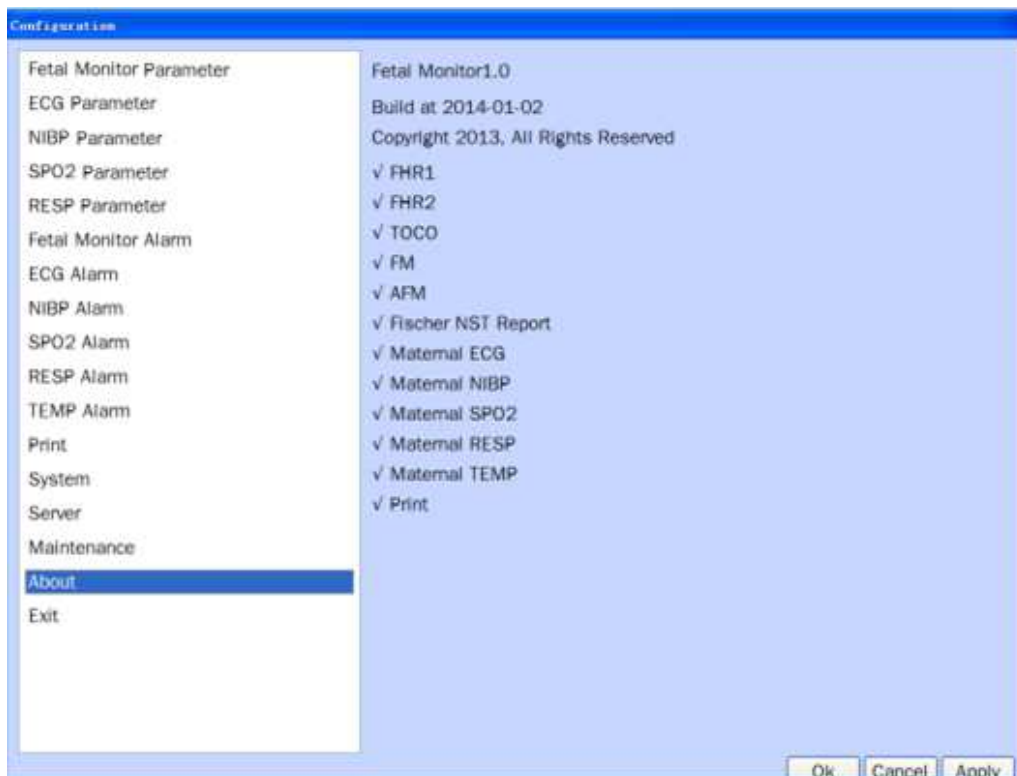 Configuration
Fetal Monitor Parameter
ECG Parameter
NIBP Parameter
SPO2 Parameter
RESP Parameter
Fetal Monitor Alarm
ECG Alarm
NIBP Alarm
SPO2 Alarm
RESP Alarm
TEMP Alarm
Print
System
Server
Maintenance
About
Exit
Fetal Monitor1.0
Build at 2014-01-02
Copyright 2013, All Rights Reserved
√ FHR1
√ FHR2
√ TOCO
√ FM
√ AFM
√ Fischer NST Report
√ Maternal ECG
√ Maternal NIBP
√ Maternal SPO2
√ Maternal RESP
√ Maternal TEMP
√ Print
Ok Cancel Apply